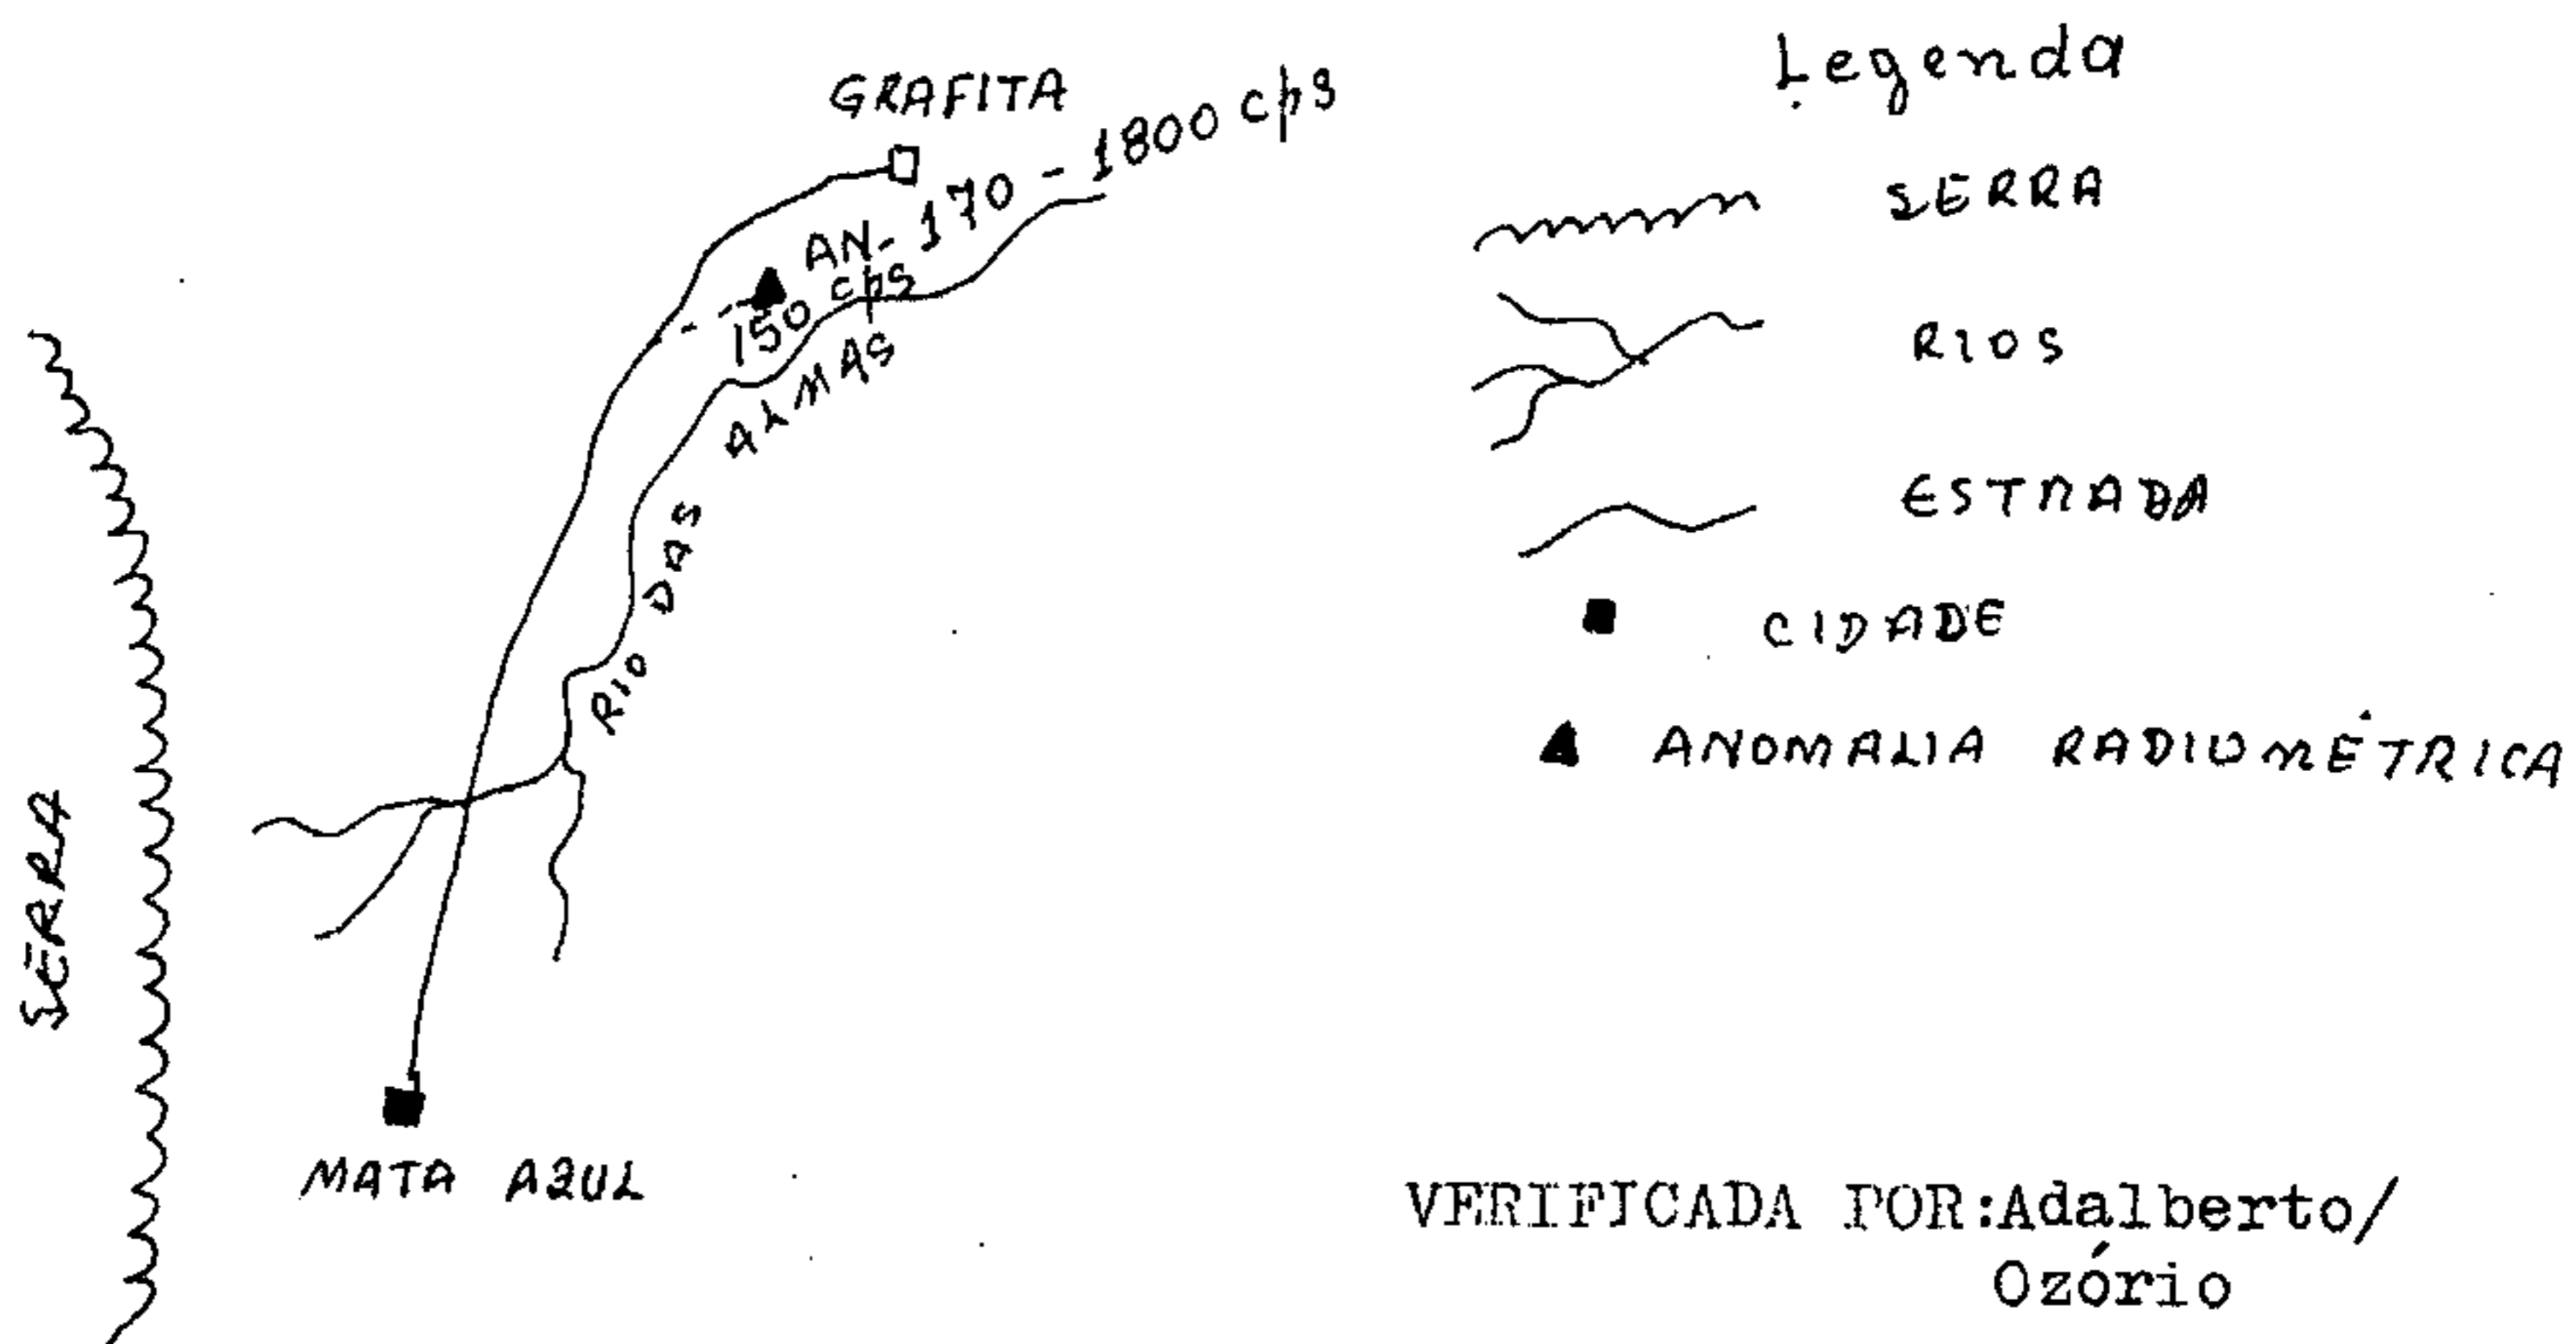 GRAFITA
AN- 170 - 1800 cps
150 cps
RIO DAS ALMAS
SERRA
MATA AZUL
Legenda
SERRA
RIOS
ESTRADA
CIDADE
ANOMALIA RADIOMÉTRICA
VERIFICADA POR:Adalberto/
Ozório